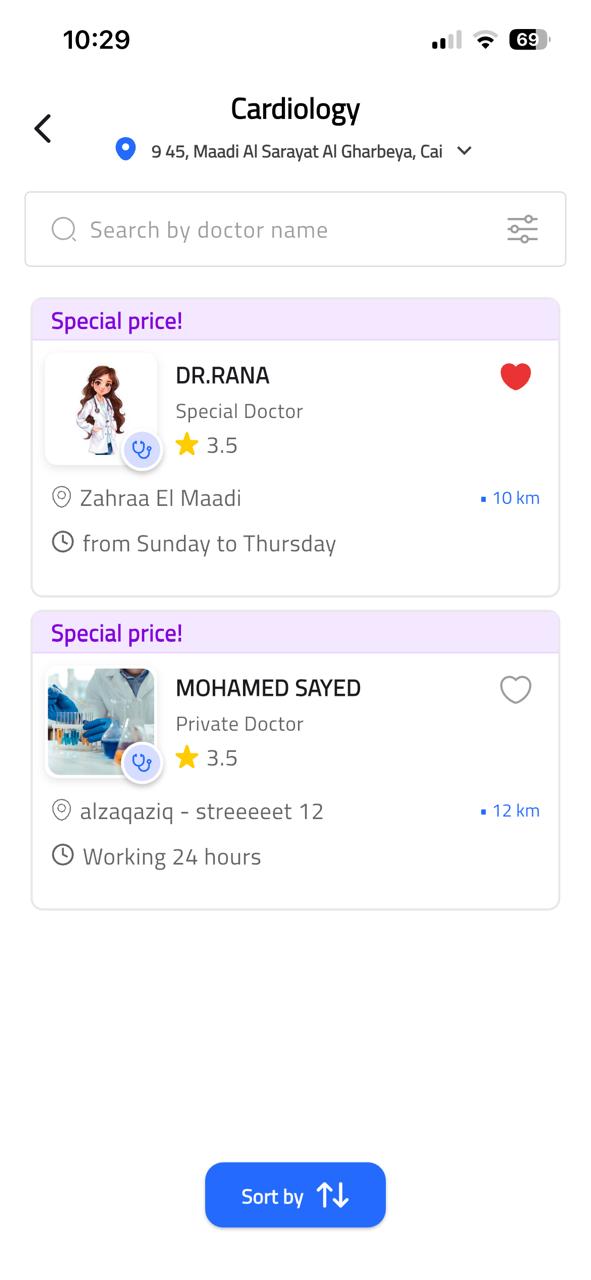 10:29
69
Cardiology
9 45, Maadi Al Sarayat Al Gharbeya, Cai
Search by doctor name
Special price!
DR.RANA
Special Doctor
3.5
Zahraa El Maadi
10 km
from Sunday to Thursday
Special price!
MOHAMED SAYED
Private Doctor
3.5
alzaqaziq - streeeeet 12
12 km
Working 24 hours
Sort by